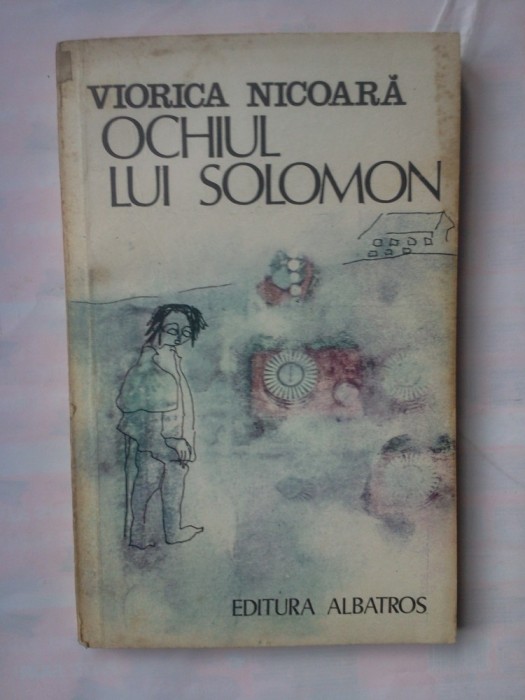 VIORICA NICOARĂ
OCHIUL
LUI SOLOMON
EDITURA ALBATROS